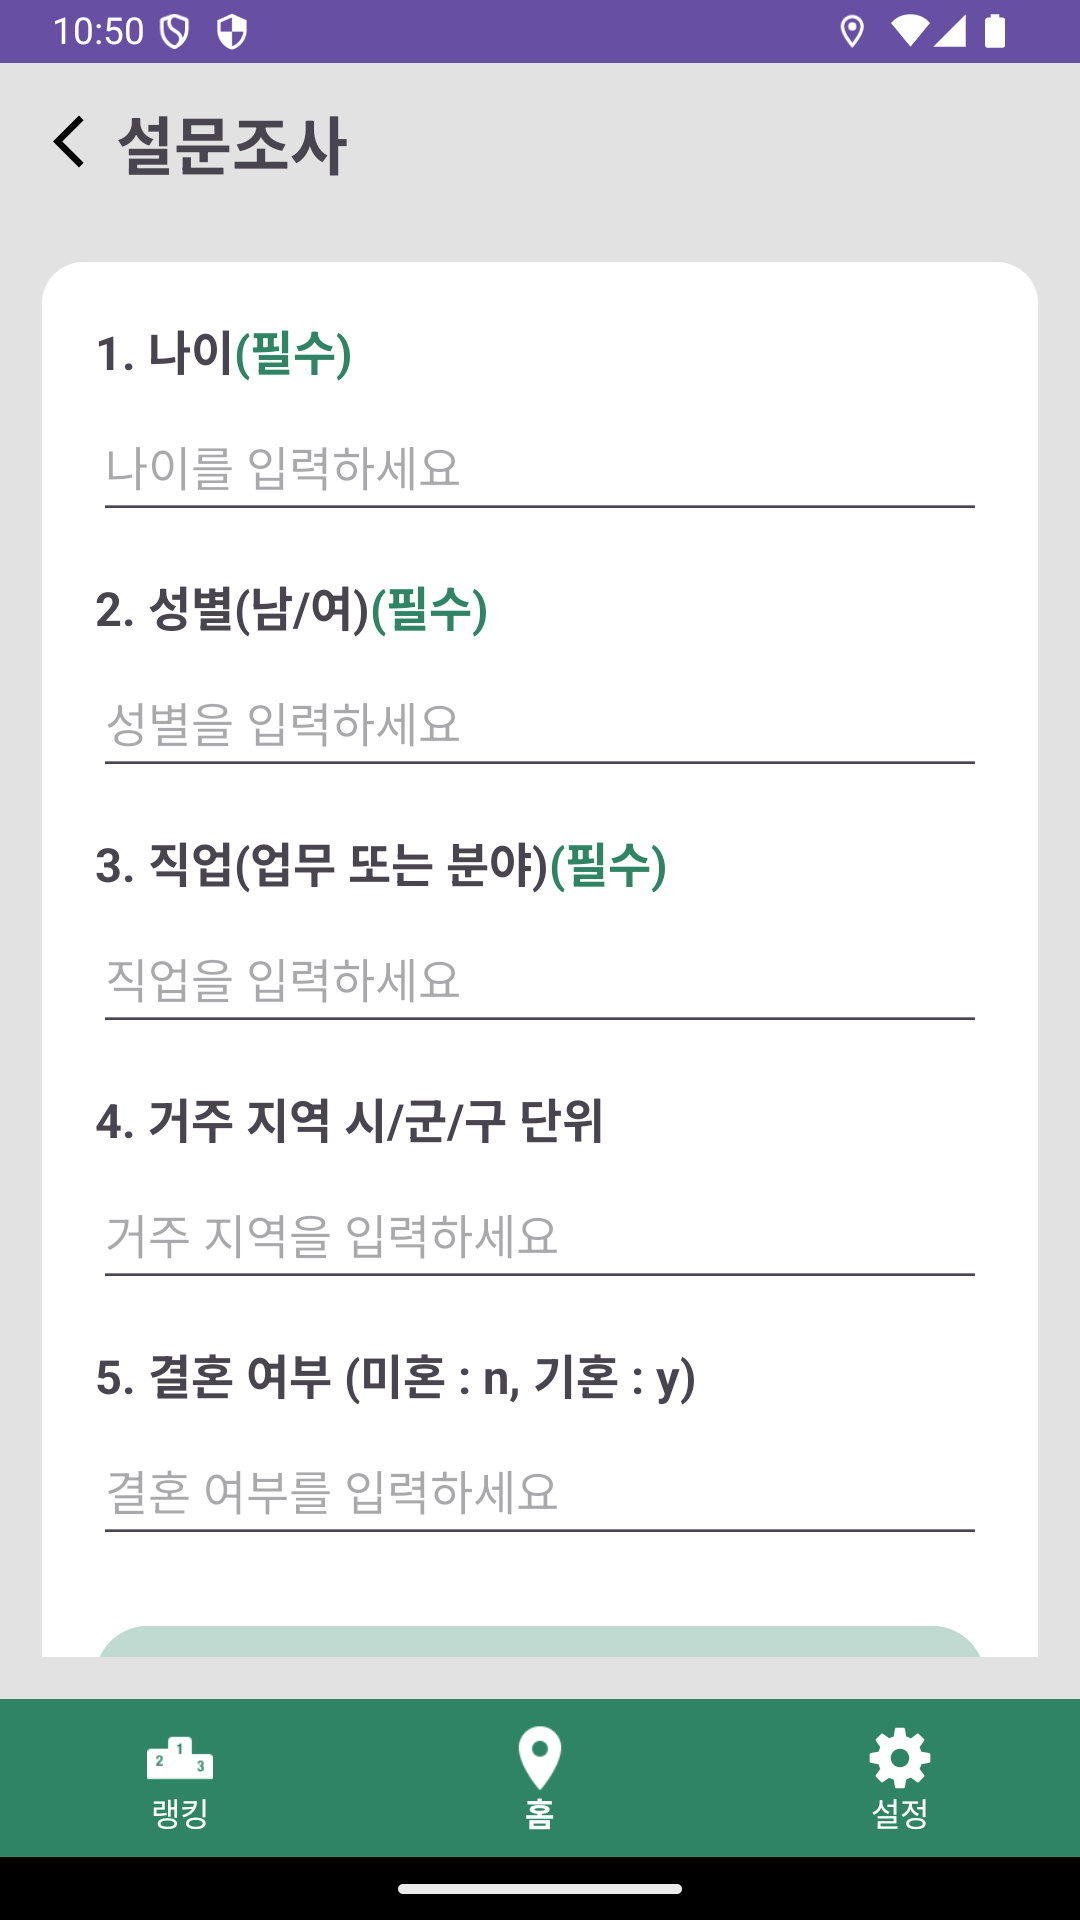 10:50
설문조사
1. 나이(필수)
나이를 입력하세요
2. 성별(남/여)(필수)
성별을 입력하세요
3. 직업(업무 또는 분야)(필수)
직업을 입력하세요
4. 거주 지역 시/군/구 단위
거주 지역을 입력하세요
5. 결혼 여부 (미혼 : n, 기혼 : y)
결혼 여부를 입력하세요
2 1 3
랭킹 홈 설정